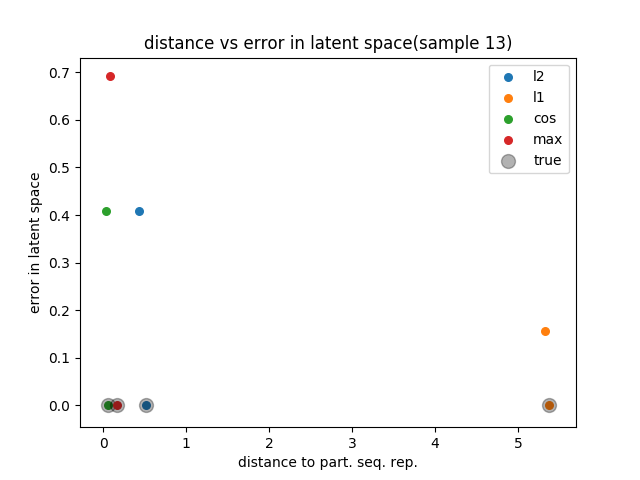 distance vs error in latent space(sample 13)
0.7
0.6
0.5
0.4
0.3
0.2
0.1
0.0
error in latent space
l2
l1
cos
max
true
0 1 2 3 4 5
distance to part. seq. rep.